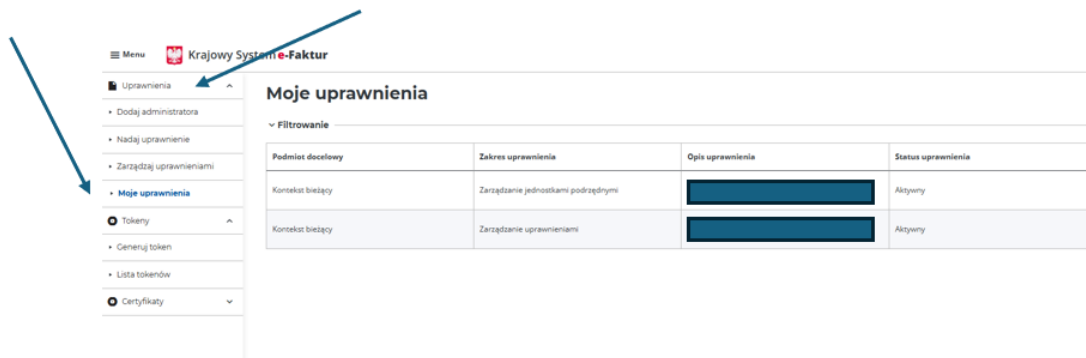 Menu
Krajowy System e-Faktur
Uprawnienia
Dodaj administratora
Nadaj uprawnienie
Zarządzaj uprawnieniami
Moje uprawnienia
Tokeny
Generuj token
Lista tokenów
Certyfikaty
Moje uprawnienia
Filtrowanie
Podmiot docelowy Zakres uprawnienia Opis uprawnienia Status uprawnienia
Kontekst bieżący Zarządzanie jednostkami podrzędnymi Aktywny
Kontekst bieżący Zarządzanie uprawnieniami Aktywny